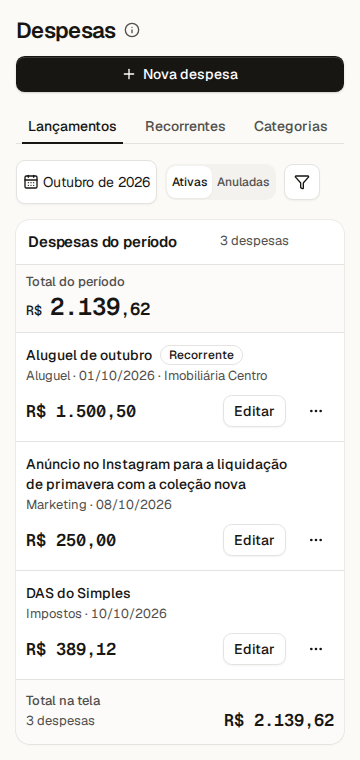 Despesas
Nova despesa
Lançamentos Recorrentes Categorias
Outubro de 2026 Ativas Anuladas
Despesas do período 3 despesas
Total do período
R$ 2.139,62
Aluguel de outubro Recorrente
Aluguel · 01/10/2026 · Imobiliária Centro
R$ 1.500,50 Editar
Anúncio no Instagram para a liquidação
de primavera com a coleção nova
Marketing · 08/10/2026
R$ 250,00 Editar
DAS do Simples
Impostos · 10/10/2026
R$ 389,12 Editar
Total na tela
3 despesas R$ 2.139,62